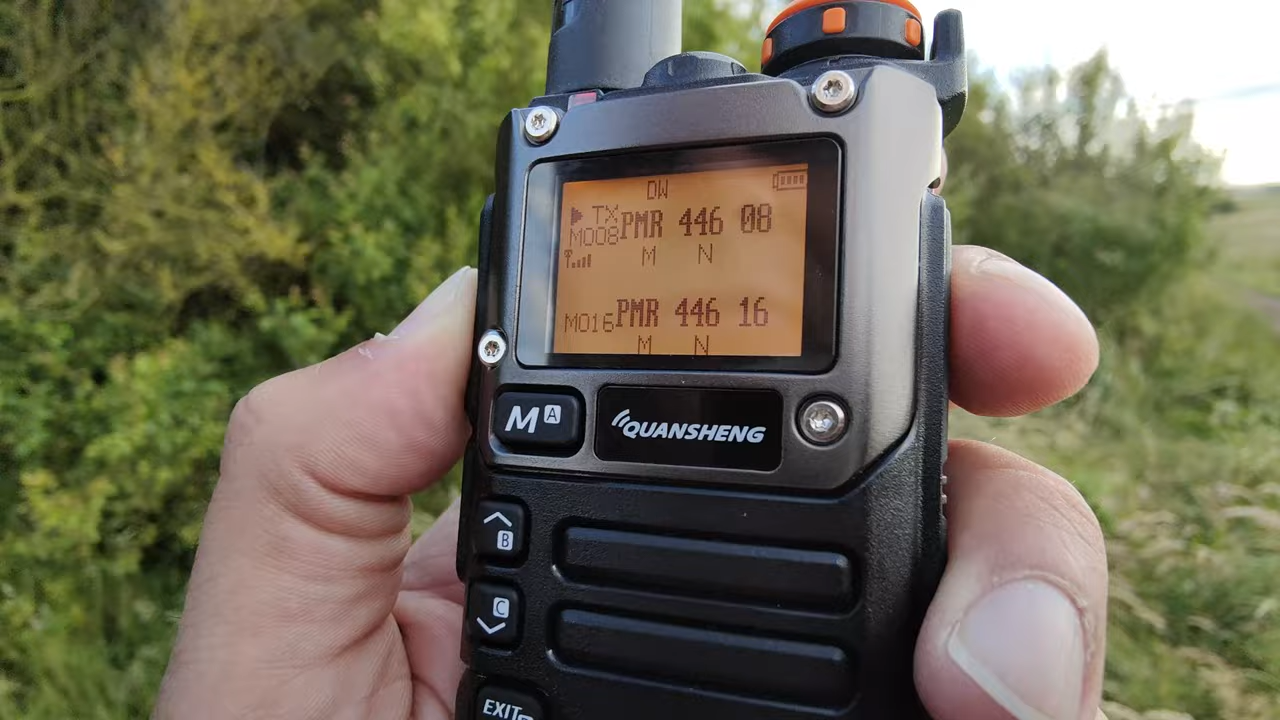 DW
TX PMR 446 08
M008
M N
M016 PMR 446 16
M N
M A
QUANSHENG
B
C
EXIT